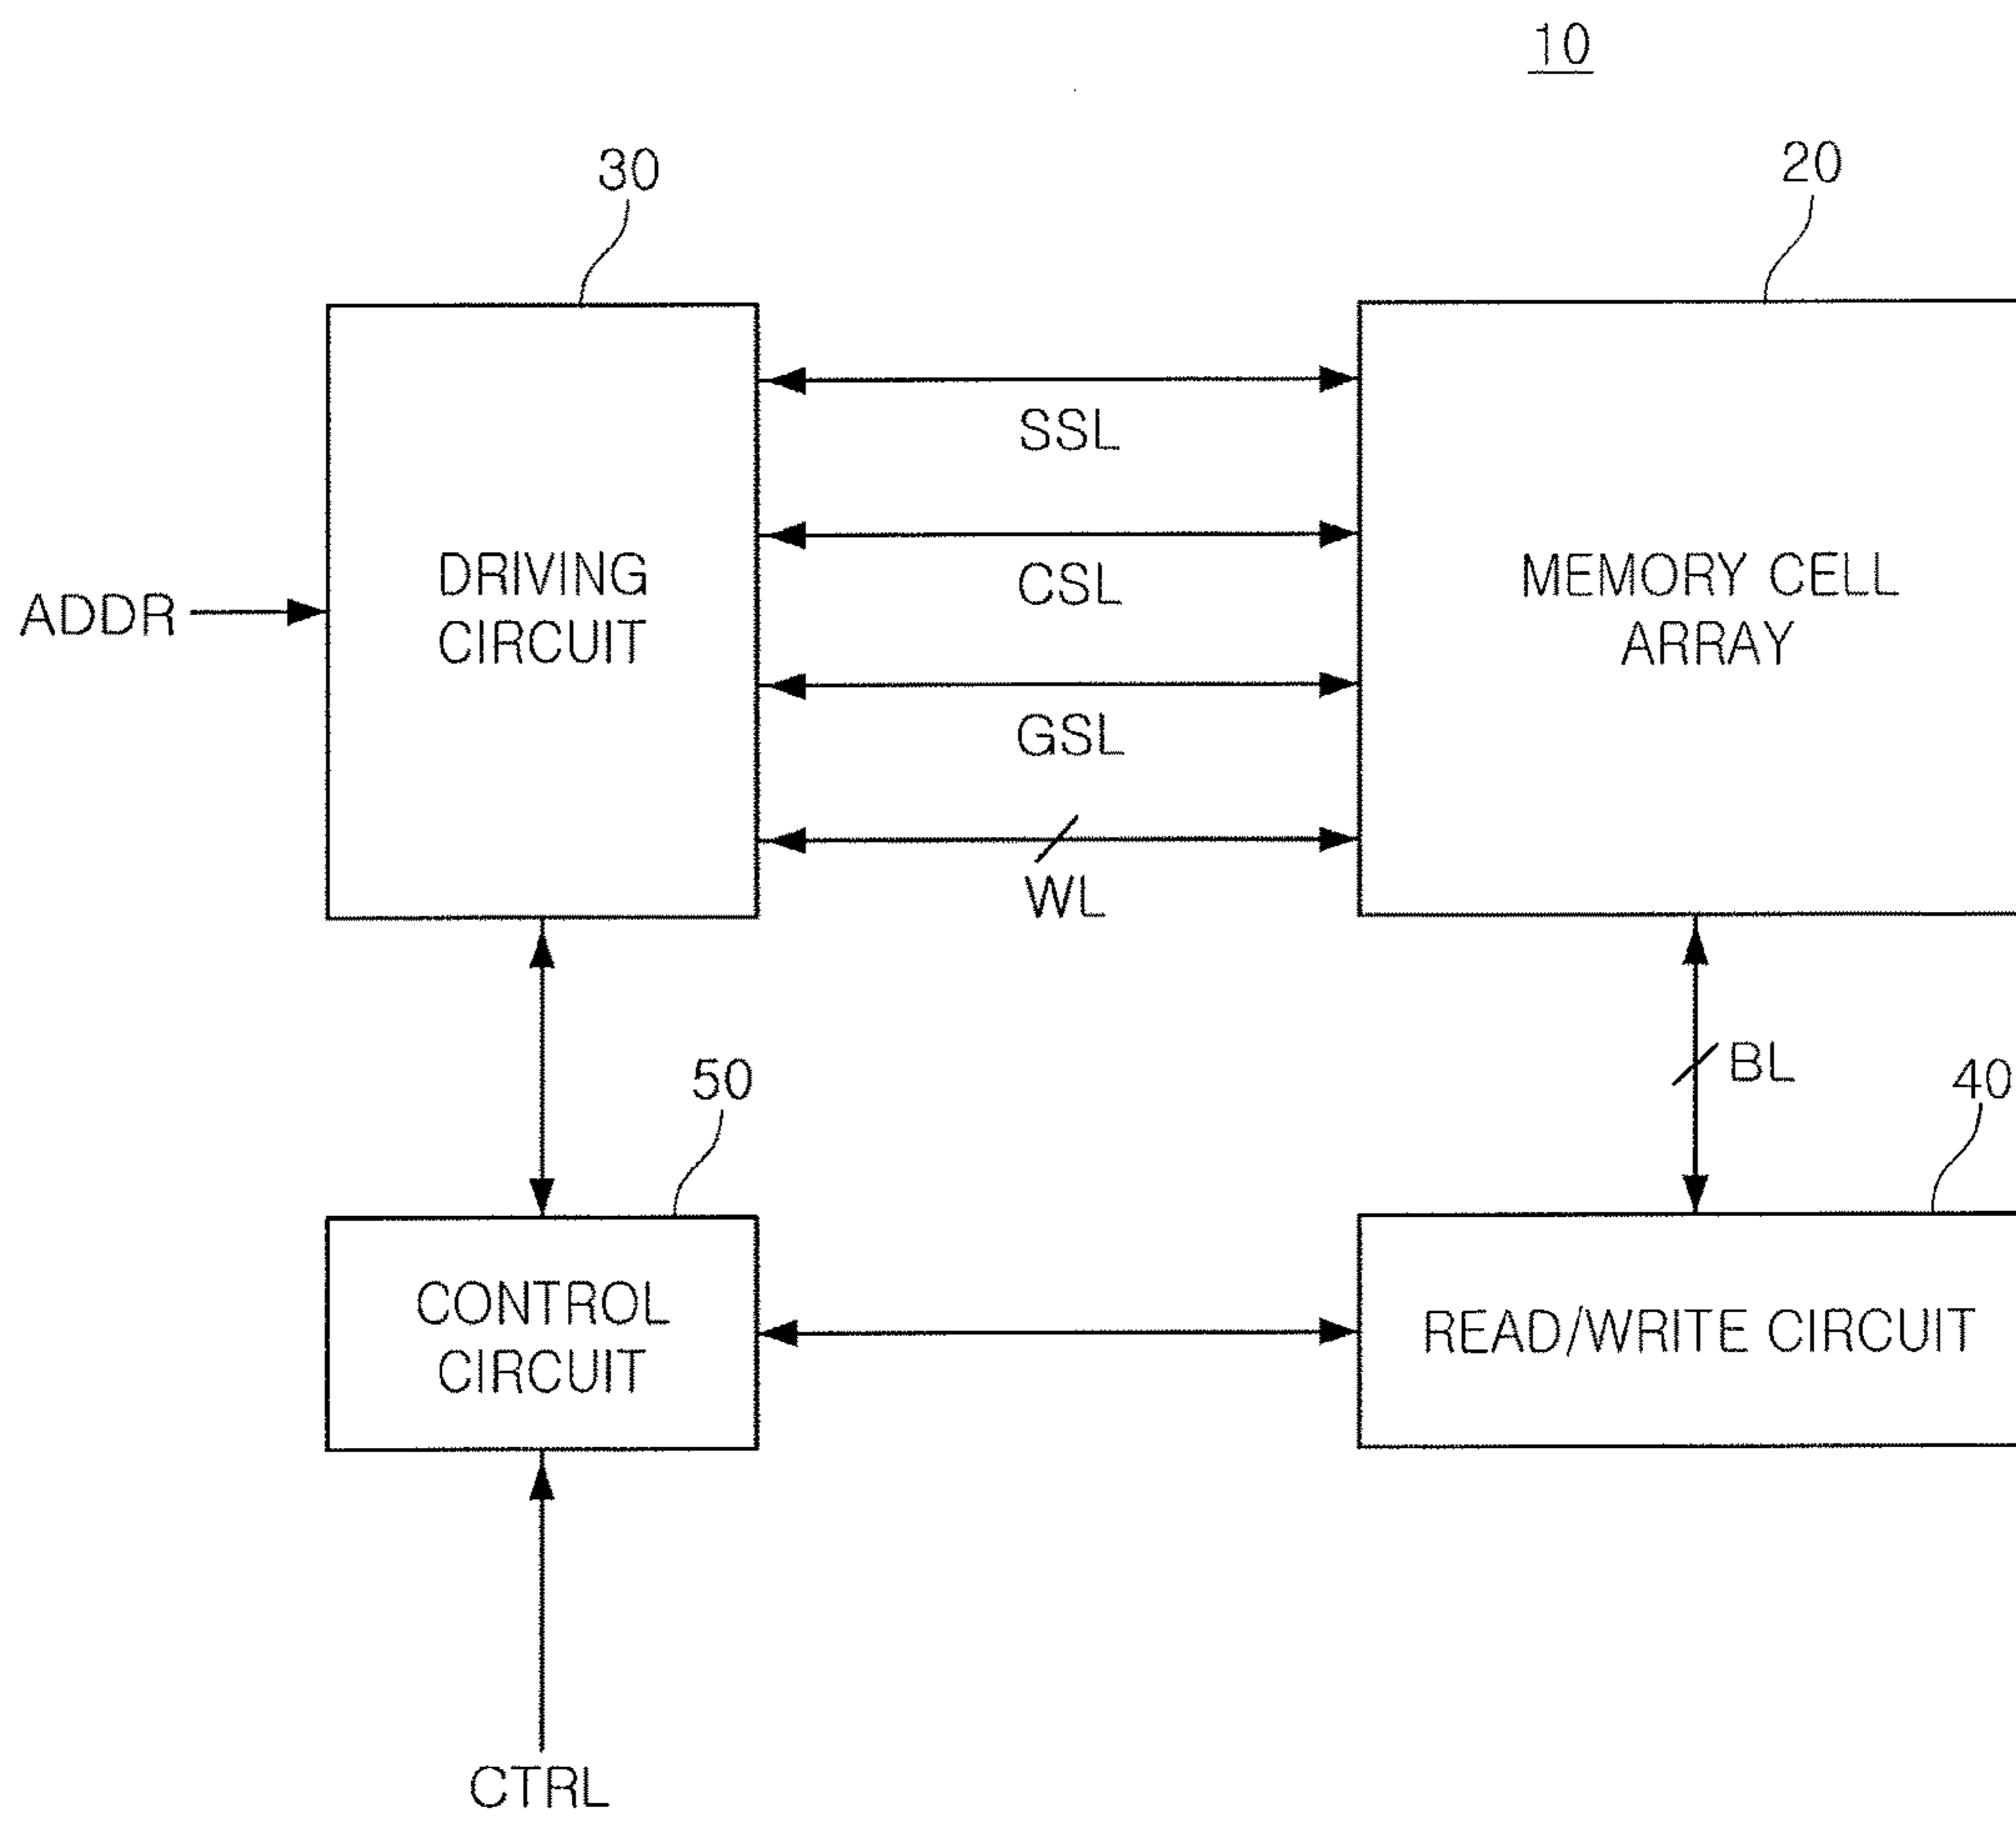 10
30
20
SSL
DRIVING
CIRCUIT
CSL
MEMORY CELL
ARRAY
ADDR
GSL
WL
50
BL
40
CONTROL
CIRCUIT
READ/WRITE CIRCUIT
CTRL